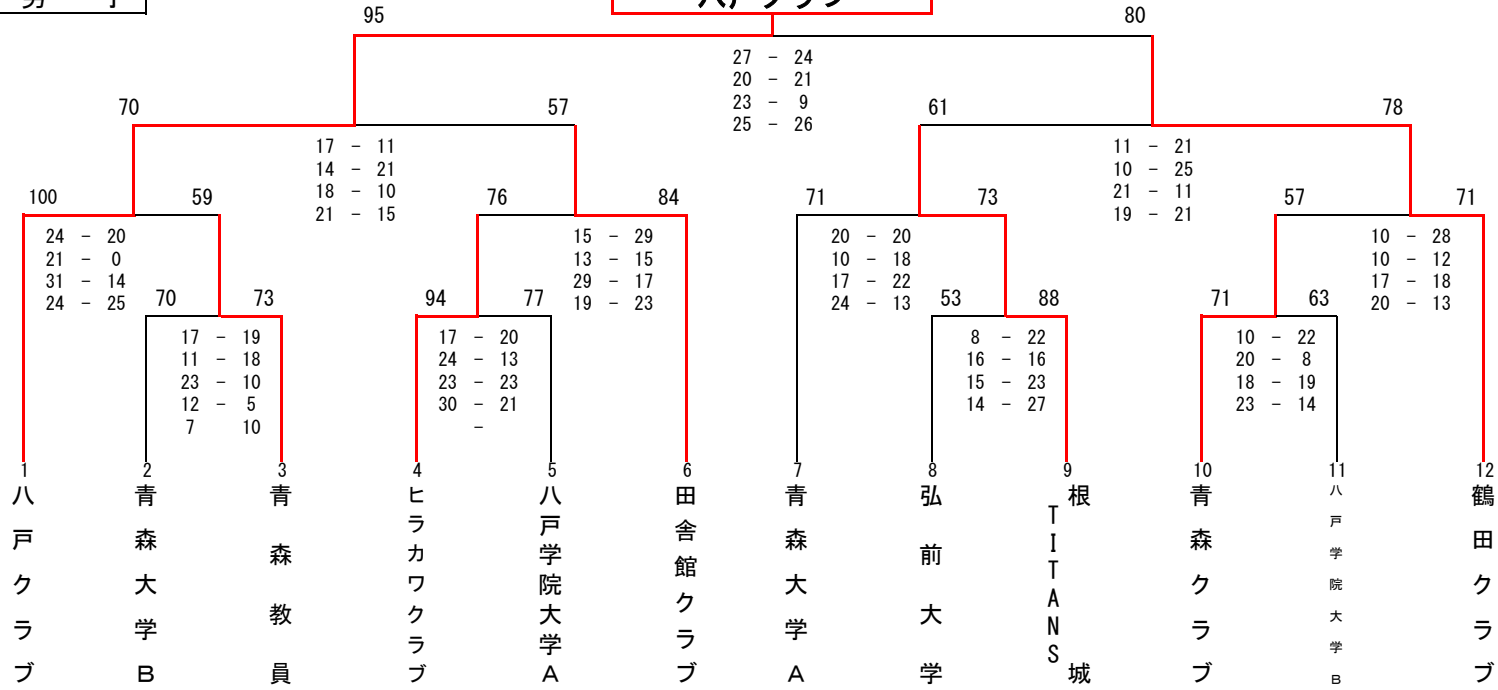 男 子
八戸クラブ
95 80
27 - 24
20 - 21
23 - 9
25 - 26
70 57 61 78
17 - 11
14 - 21
18 - 10
21 - 15
11 - 21
10 - 25
21 - 11
19 - 21
100 59 76 84 71 73 57 71
24 - 20
21 - 0
31 - 14
24 - 25
15 - 29
13 - 15
29 - 17
19 - 23
20 - 20
10 - 18
17 - 22
24 - 13
10 - 28
10 - 12
17 - 18
20 - 13
70 73 94 77 53 88 71 63
17 - 19
11 - 18
23 - 10
12 - 5
7 10
17 - 20
24 - 13
23 - 23
30 - 21
-
8 - 22
16 - 16
15 - 23
14 - 27
10 - 22
20 - 8
18 - 19
23 - 14
1 2 3 4 5 6 7 8 9 10 11 12
八戸クラブ
青森大学B
青森教員
ヒラカワクラブ
八戸学院大学A
田舎館クラブ
青森大学A
弘前大学
根城
TITANS
青森クラブ
八戸学院大学B
鶴田クラブ